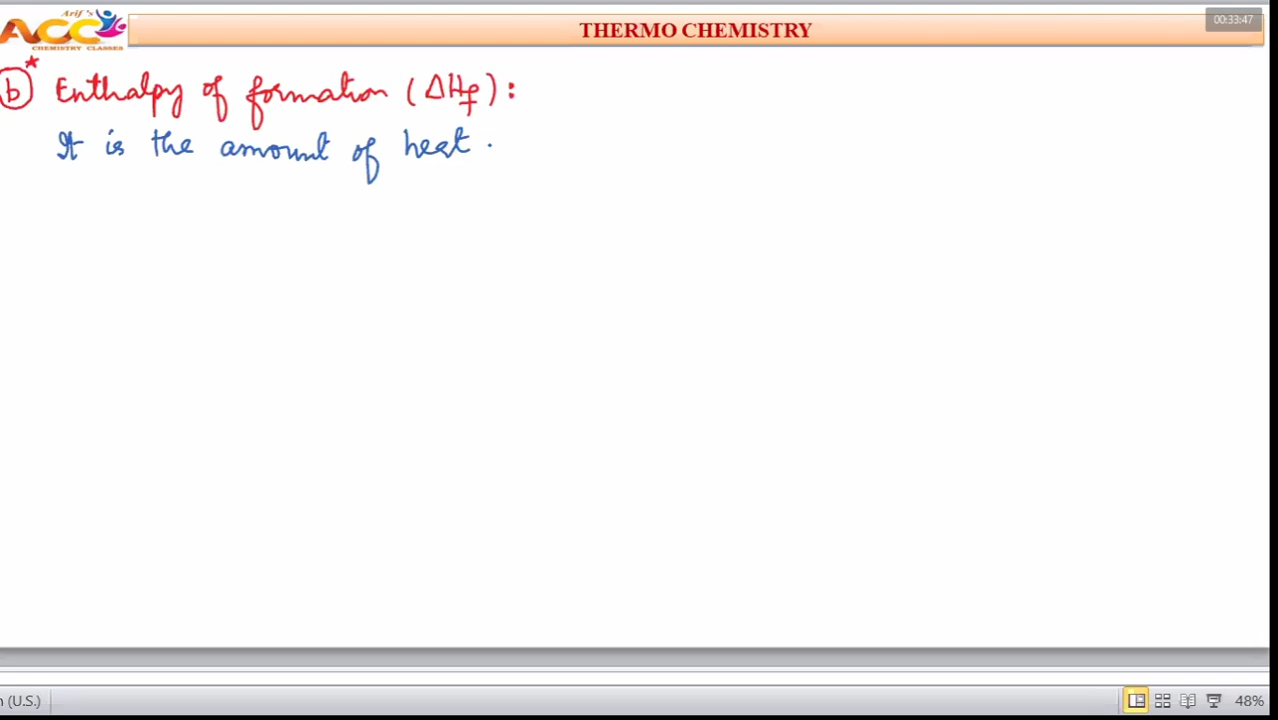 Arif's
ACC
CHEMISTRY CLASSES
THERMO CHEMISTRY
00:33:47
b * Enthalpy of formation (ΔHf):
It is the amount of heat.
(U.S.)
48%